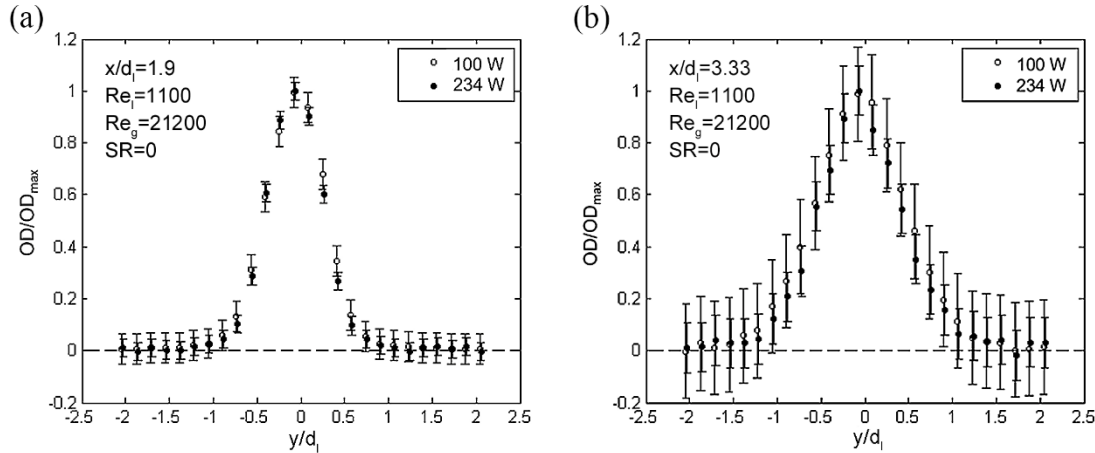 (a)
1.2
1
0.8
0.6
0.4
0.2
0
-0.2
OD/OD_max
x/d_l=1.9
Re_l=1100
Re_g=21200
SR=0
100 W
234 W
-2.5 -2 -1.5 -1 -0.5 0 0.5 1 1.5 2 2.5
y/d_l
(b)
1.2
1
0.8
0.6
0.4
0.2
0
-0.2
OD/OD_max
x/d_l=3.33
Re_l=1100
Re_g=21200
SR=0
100 W
234 W
-2.5 -2 -1.5 -1 -0.5 0 0.5 1 1.5 2 2.5
y/d_l